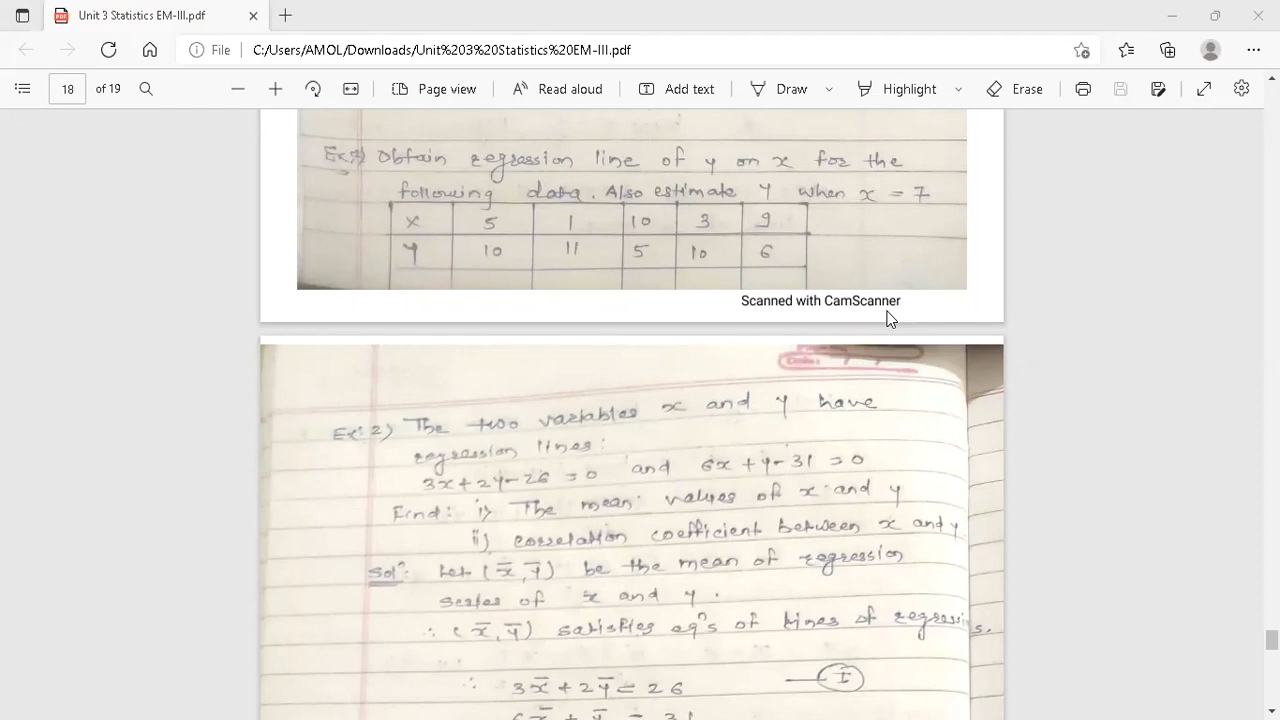 Unit 3 Statistics EM-III.pdf
File C:/Users/AMOL/Downloads/Unit%203%20Statistics%20EM-III.pdf
18 of 19 Page view Read aloud Add text Draw Highlight Erase
Ex.1) Obtain regression line of y on x for the
following data. Also estimate Y when x = 7
X 5 1 10 3 9
Y 10 11 5 10 6
Scanned with CamScanner
Ex: 2) The two variables x and y have
regression lines:
3x+2y-26=0 and 6x+y-31=0
Find: i) The mean values of x and y
ii) correlation coefficient between x and y.
Solⁿ: Let (x̄, ȳ) be the mean of regression
series of x and y.
∴ (x̄, ȳ) satisfies eqⁿs of lines of regressions.
∴ 3x̄+2ȳ=26 —(I)
6x̄+ȳ = 31